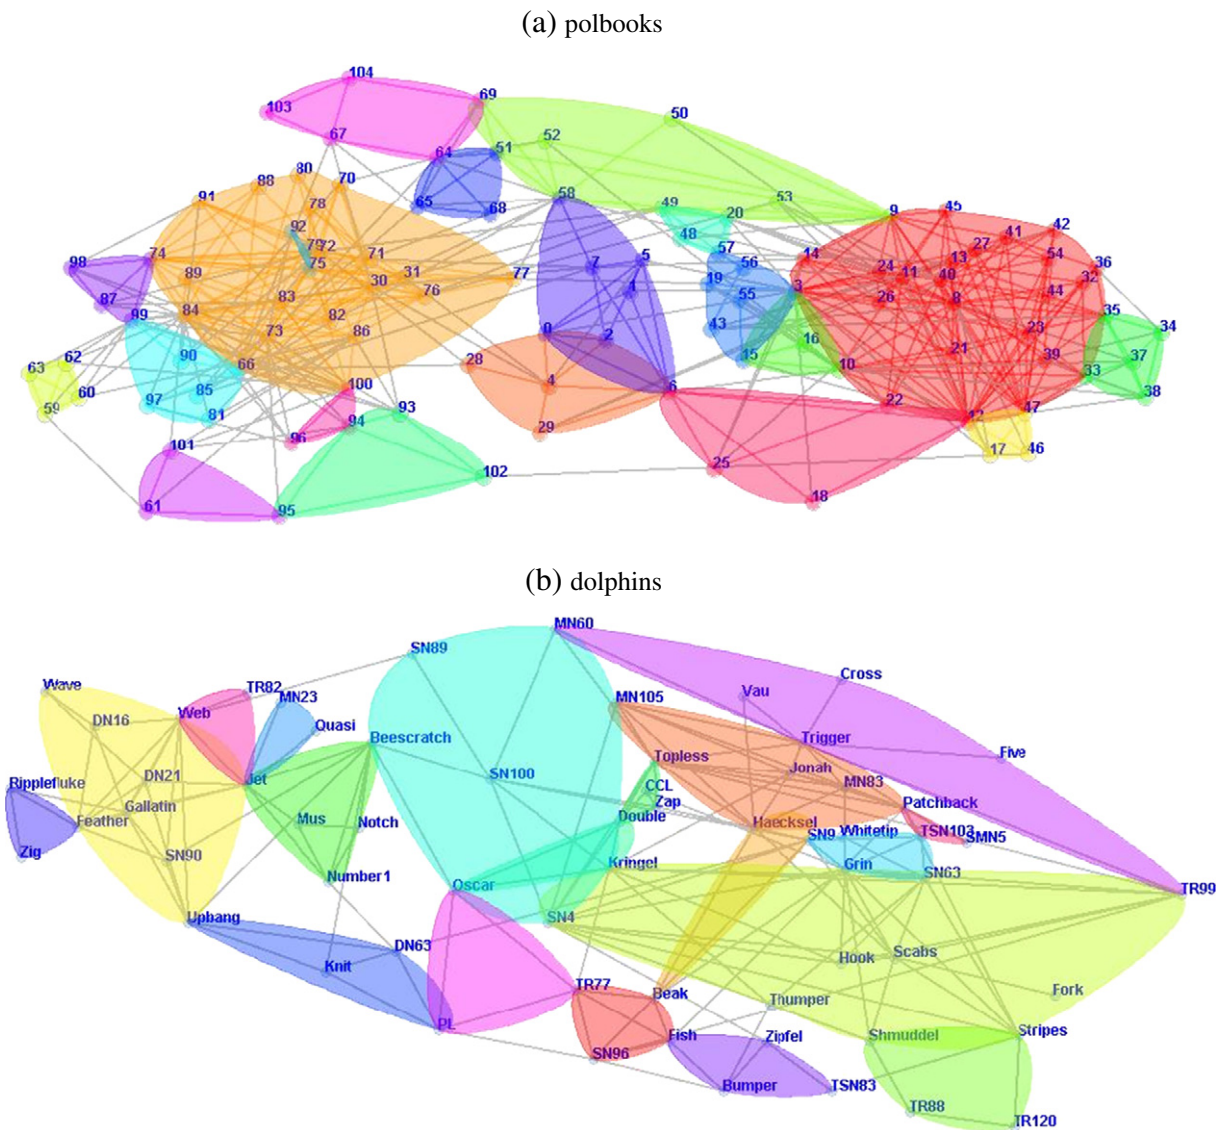 (a) polbooks
104
69
103
50
67
52
51
64
80
88
70
91
58
65
68
78
49
53
20
9
45
92
42
48
41
79
72
57
27
74
71
5
14
54
98
7
56
24
13
36
75
89
31
77
11
40
32
30
19
87
76
1
3
44
83
55
26
8
84
99
82
35
73
86
0
43
23
34
2
16
90
21
39
37
62
66
28
15
10
63
33
85
100
4
6
60
38
97
22
59
81
93
12
47
94
29
96
101
17
46
25
102
61
18
95
(b) dolphins
MN60
SN89
Cross
Wave
TR82
Vau
MN23
MN105
Web
DN16
Quasi
Beescratch
Trigger
Five
Topless
Jonah
DN21
SN100
Ripplefluke
Jet
MN83
CCL
Gallatin
Zap
Patchback
Feather
Mus
Notch
Double
Haecksel
SN9
Whitetip
TSN103
SMN5
Zig
SN90
Kringel
Grin
SN63
Number1
Oscar
TR99
Upbang
SN4
DN63
Scabs
Knit
Hook
TR77
Beak
Fork
Thumper
PL
Fish
Zipfel
Shmuddel
Stripes
SN96
Bumper
TSN83
TR88
TR120